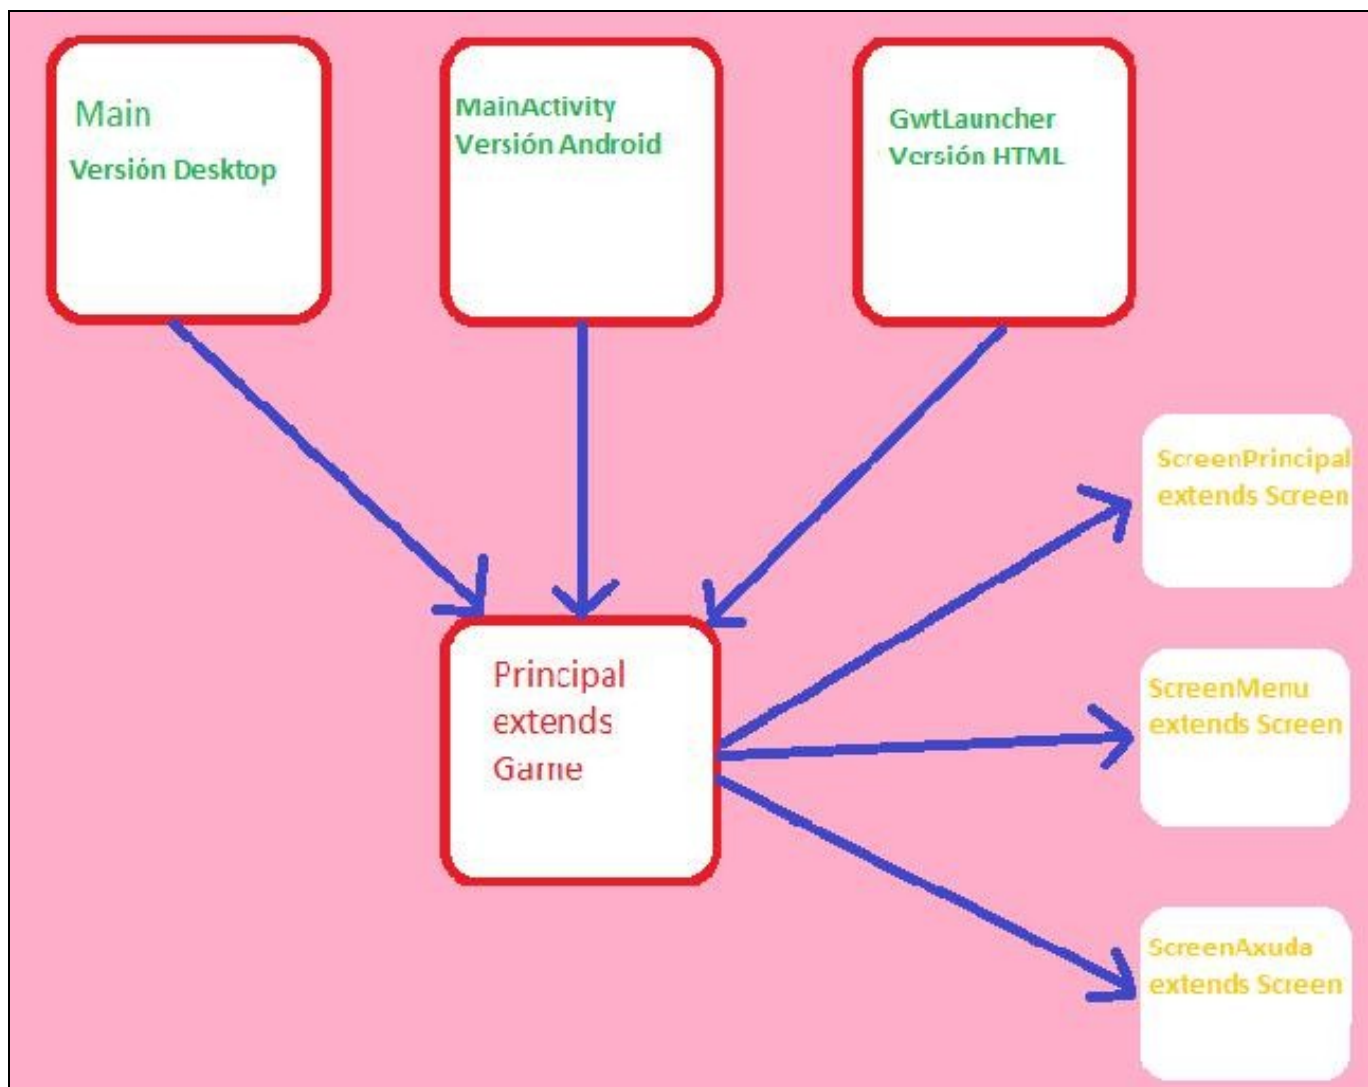 Main
Versión Desktop
MainActivity
Versión Android
GwtLauncher
Versión HTML
ScreenPrincipal
extends Screen
Principal
extends
Game
ScreenMenu
extends Screen
ScreenAxuda
extends Screen